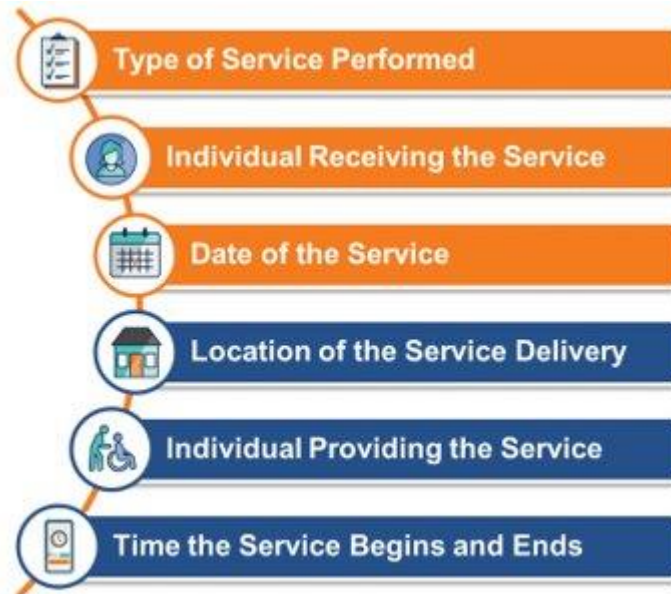 Type of Service Performed
Individual Receiving the Service
Date of the Service
Location of the Service Delivery
Individual Providing the Service
Time the Service Begins and Ends